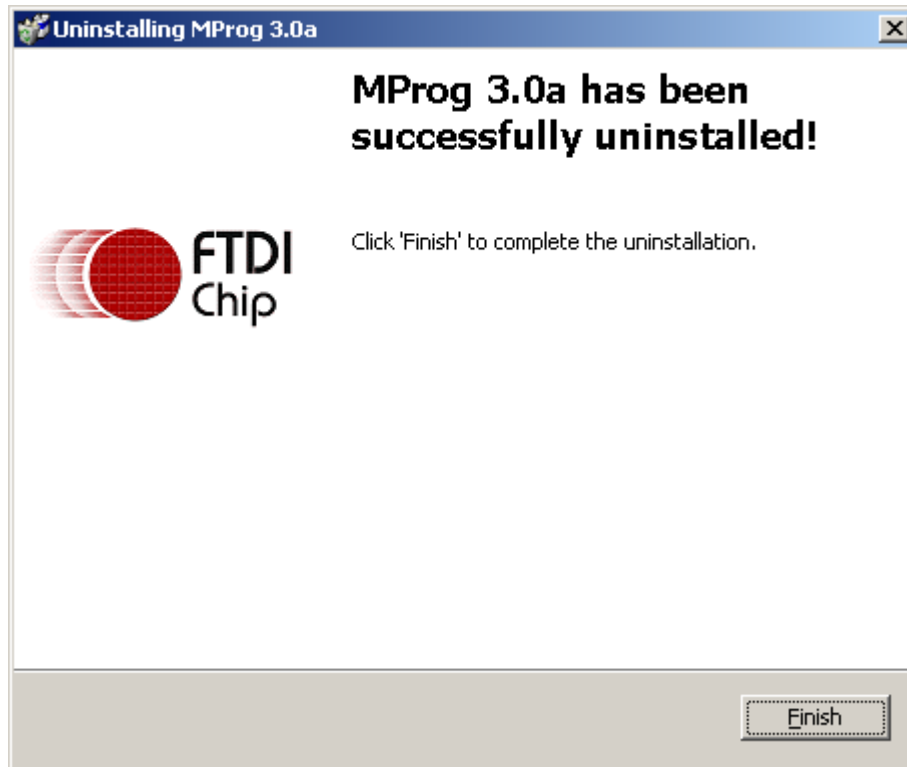 Uninstalling MProg 3.0a
MProg 3.0a has been
successfully uninstalled!
FTDI
Chip
Click 'Finish' to complete the uninstallation.
Finish